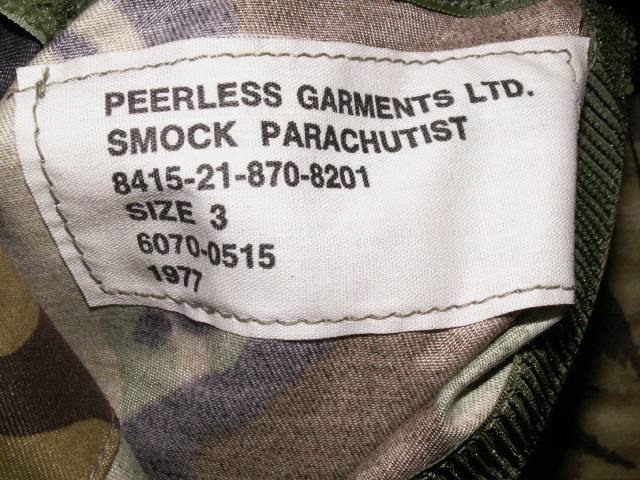 PEERLESS GARMENTS LTD.
SMOCK PARACHUTIST
8415-21-870-8201
SIZE 3
6070-0515
1977